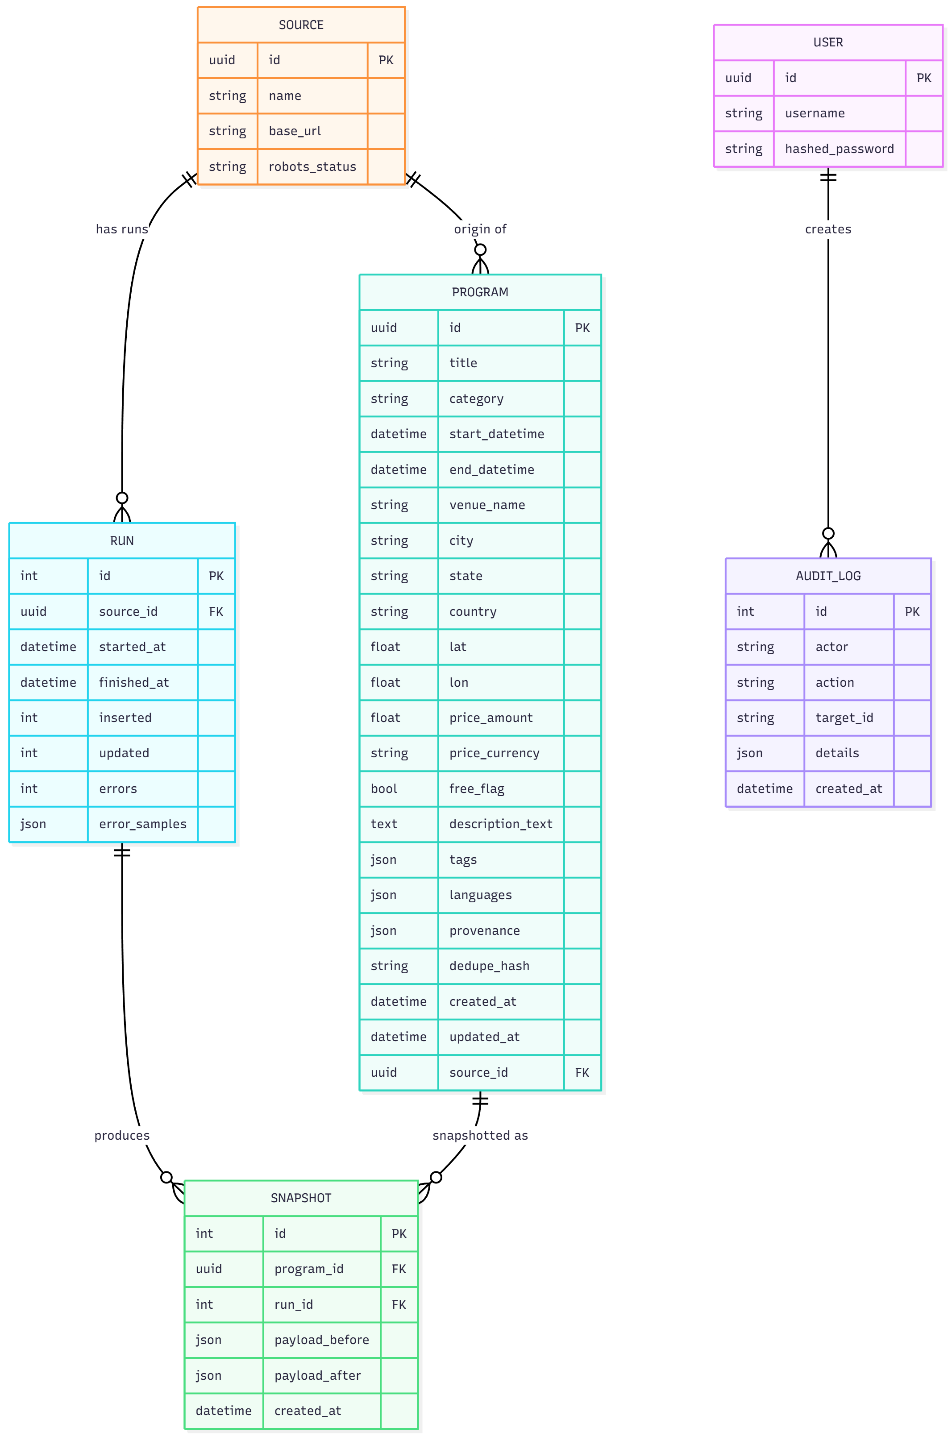 SOURCE
uuid id PK
string name
string base_url
string robots_status
USER
uuid id PK
string username
string hashed_password
has runs
origin of
creates
PROGRAM
uuid id PK
string title
string category
datetime start_datetime
datetime end_datetime
string venue_name
string city
string state
string country
float lat
float lon
float price_amount
string price_currency
bool free_flag
text description_text
json tags
json languages
json provenance
string dedupe_hash
datetime created_at
datetime updated_at
uuid source_id FK
RUN
int id PK
uuid source_id FK
datetime started_at
datetime finished_at
int inserted
int updated
int errors
json error_samples
AUDIT_LOG
int id PK
string actor
string action
string target_id
json details
datetime created_at
produces
snapshotted as
SNAPSHOT
int id PK
uuid program_id FK
int run_id FK
json payload_before
json payload_after
datetime created_at